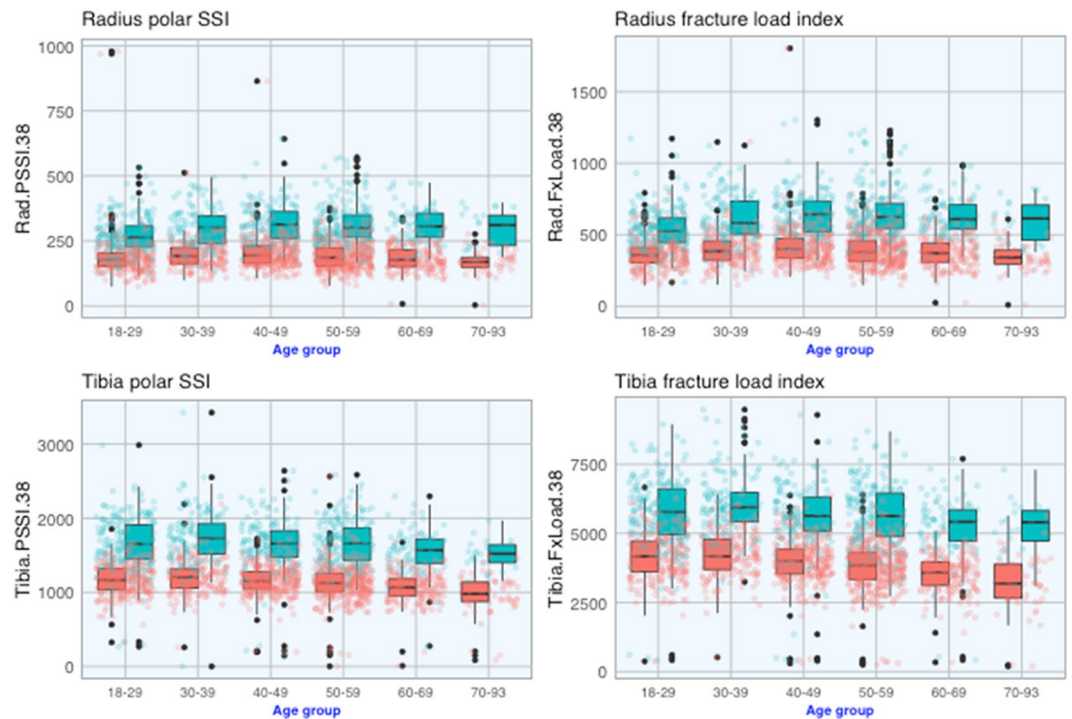 Radius polar SSI
Rad.PSSI.38
1000
750
500
250
0
18-29 30-39 40-49 50-59 60-69 70-93
Age group
Radius fracture load index
Rad.FxLoad.38
1500
1000
500
0
18-29 30-39 40-49 50-59 60-69 70-93
Age group
Tibia polar SSI
Tibia.PSSI.38
3000
2000
1000
0
18-29 30-39 40-49 50-59 60-69 70-93
Age group
Tibia fracture load index
Tibia.FxLoad.38
7500
5000
2500
0
18-29 30-39 40-49 50-59 60-69 70-93
Age group